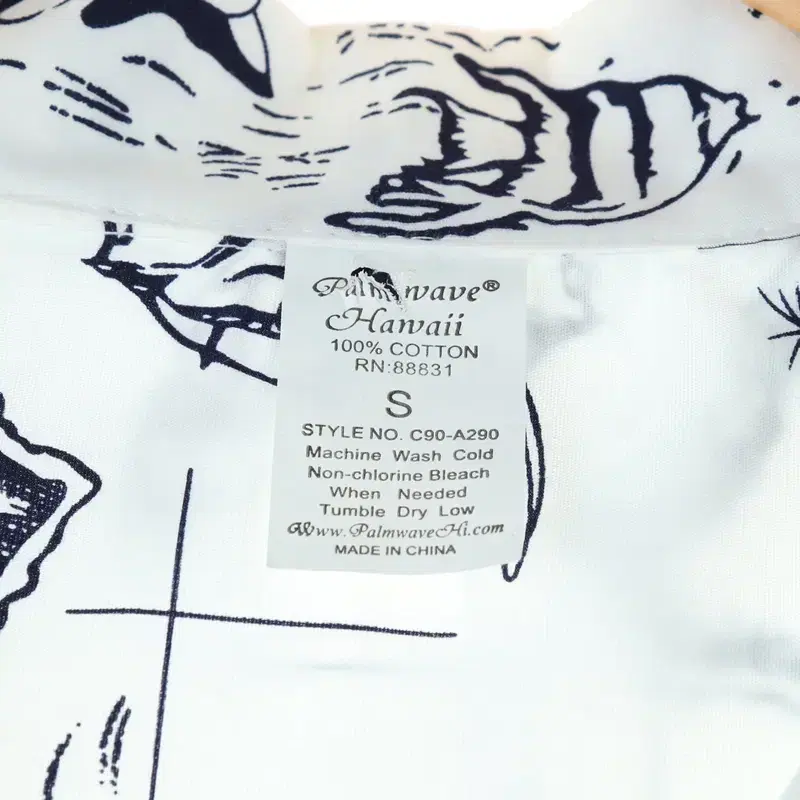 Palmwave®
Hawaii
100% COTTON
RN:88831
S
STYLE NO. C90-A290
Machine Wash Cold
Non-chlorine Bleach
When Needed
Tumble Dry Low
Www.PalmwaveHi.com
MADE IN CHINA